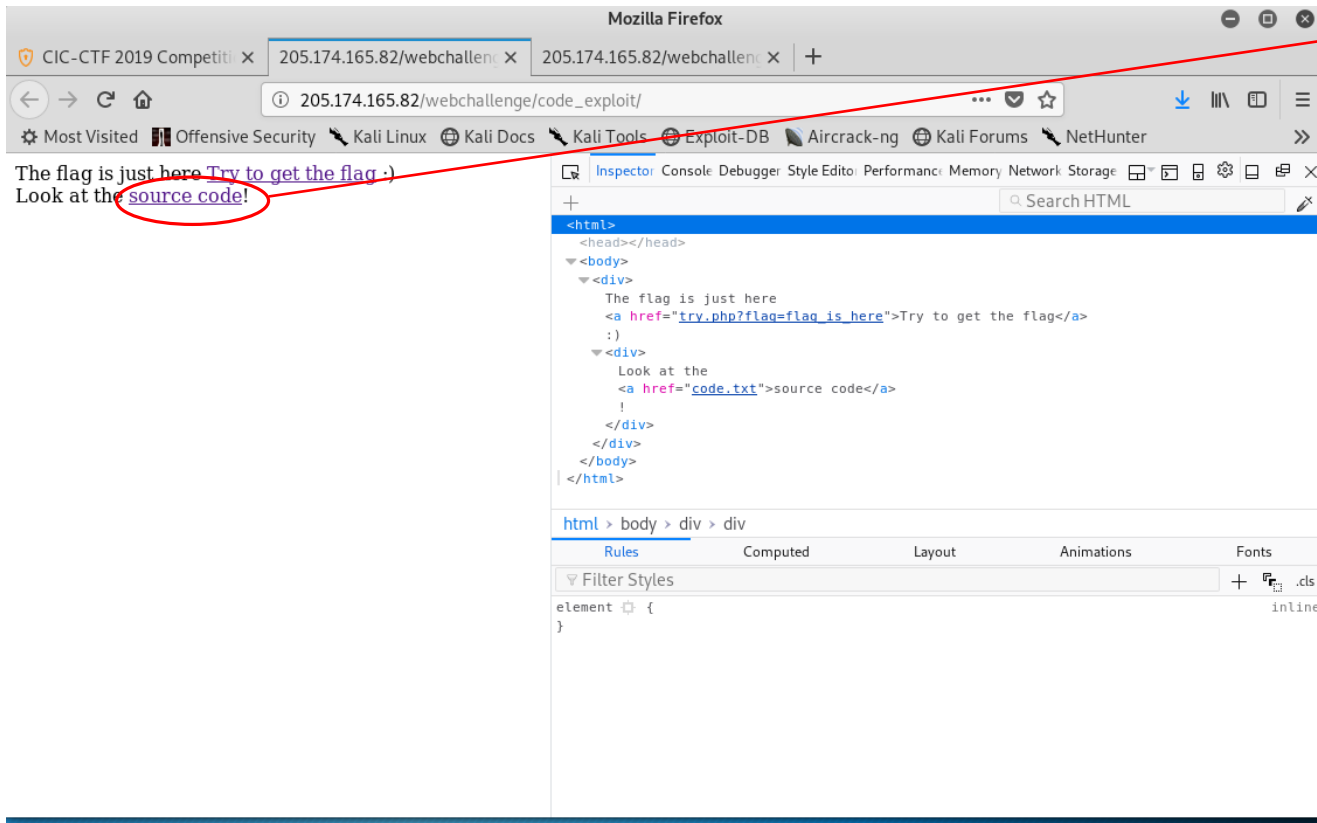 Mozilla Firefox
CIC-CTF 2019 Competiti
205.174.165.82/webchalleng
205.174.165.82/webchalleng
205.174.165.82/webchallenge/code_exploit/
Most Visited Offensive Security Kali Linux Kali Docs Kali Tools Exploit-DB Aircrack-ng Kali Forums NetHunter
The flag is just here Try to get the flag :)
Look at the source code!
Inspector Console Debugger Style Edito Performanc Memory Network Storage
Search HTML
<html>
<head></head>
<body>
<div>
The flag is just here
<a href="try.php?flag=flag_is_here">Try to get the flag</a>
:)
<div>
Look at the
<a href="code.txt">source code</a>
!
</div>
</div>
</body>
</html>
html > body > div > div
Rules Computed Layout Animations Fonts
Filter Styles + .cls
element { inline
}